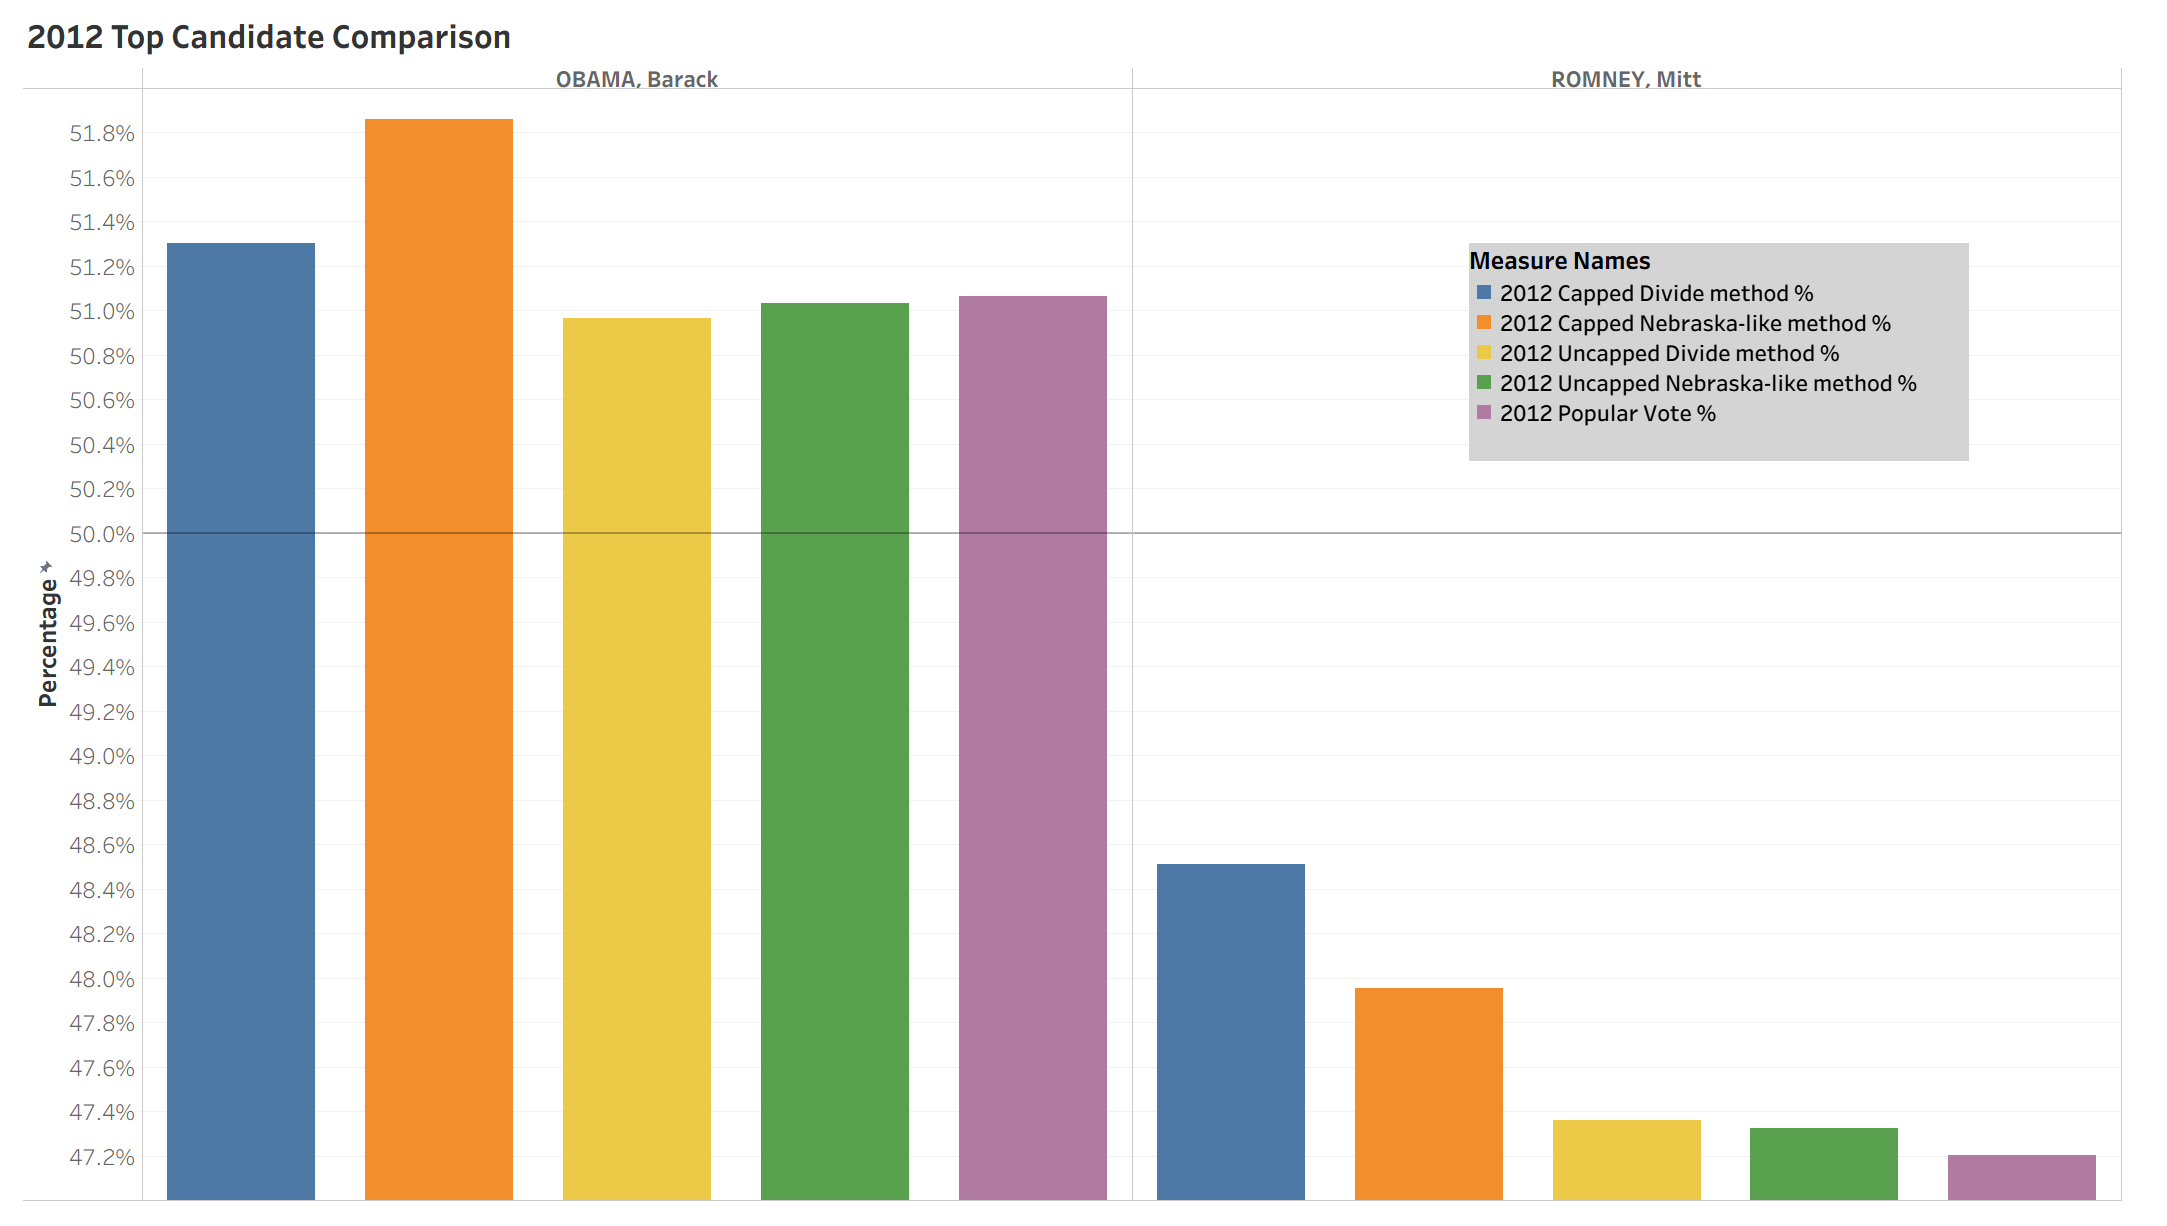 2012 Top Candidate Comparison
OBAMA, Barack
ROMNEY, Mitt
51.8%
51.6%
51.4%
51.2%
51.0%
50.8%
50.6%
50.4%
50.2%
50.0%
49.8%
49.6%
49.4%
49.2%
49.0%
48.8%
48.6%
48.4%
48.2%
48.0%
47.8%
47.6%
47.4%
47.2%
Percentage
Measure Names
2012 Capped Divide method %
2012 Capped Nebraska-like method %
2012 Uncapped Divide method %
2012 Uncapped Nebraska-like method %
2012 Popular Vote %